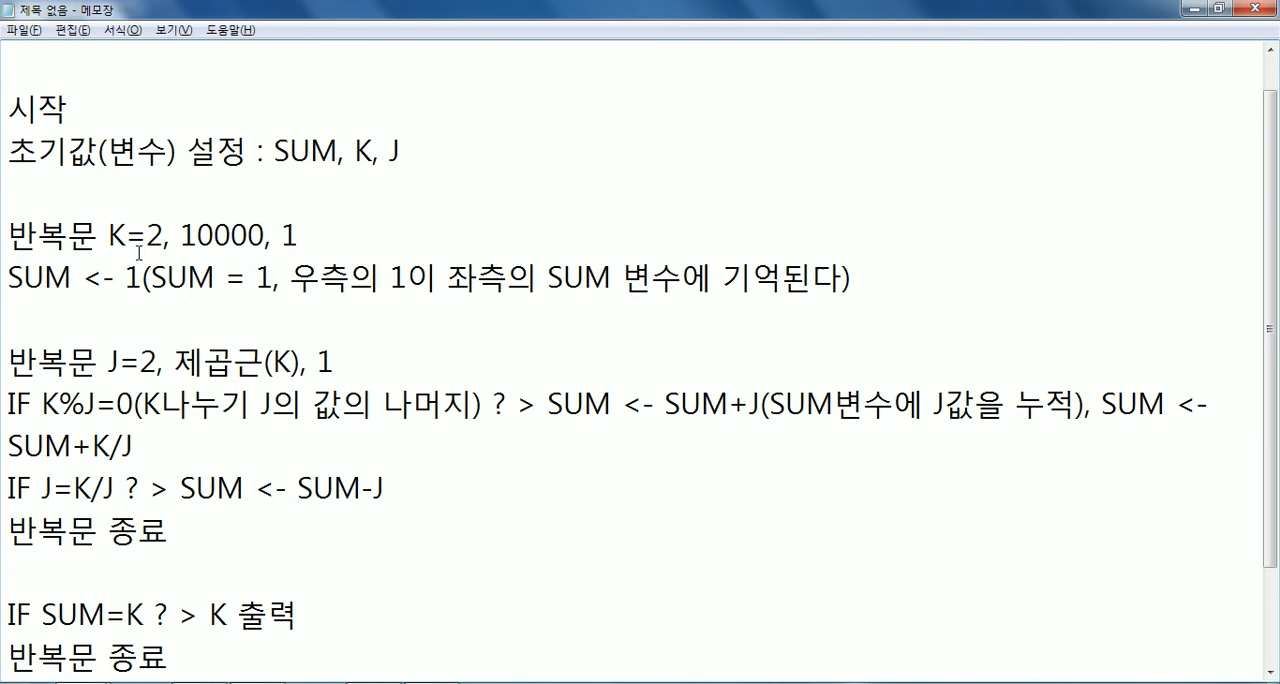 제목 없음 - 메모장
파일(F) 편집(E) 서식(O) 보기(V) 도움말(H)
시작
초기값(변수) 설정 : SUM, K, J
반복문 K=2, 10000, 1
SUM <- 1(SUM = 1, 우측의 1이 좌측의 SUM 변수에 기억된다)
반복문 J=2, 제곱근(K), 1
IF K%J=0(K나누기 J의 값의 나머지) ? > SUM <- SUM+J(SUM변수에 J값을 누적), SUM <-
SUM+K/J
IF J=K/J ? > SUM <- SUM-J
반복문 종료
IF SUM=K ? > K 출력
반복문 종료